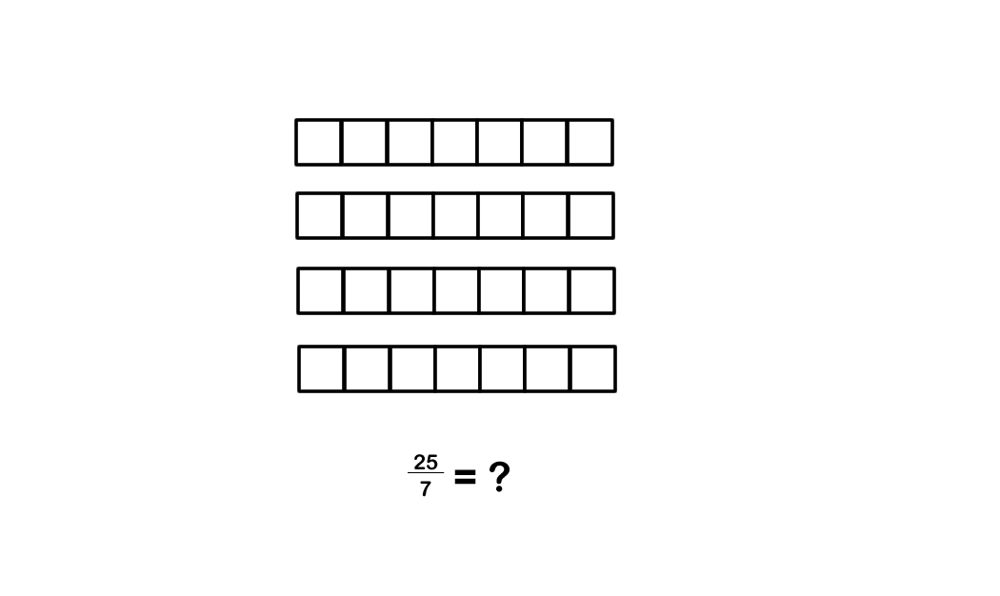 25/7 = ?